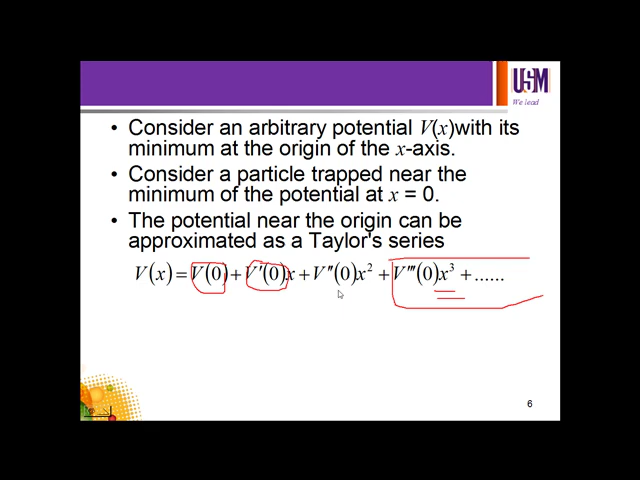 USM
We lead
• Consider an arbitrary potential V(x)with its
minimum at the origin of the x-axis.
• Consider a particle trapped near the
minimum of the potential at x = 0.
• The potential near the origin can be
approximated as a Taylor's series
V(x) = V(0) + V'(0)x + V''(0)x² + V'''(0)x³ + ......
6